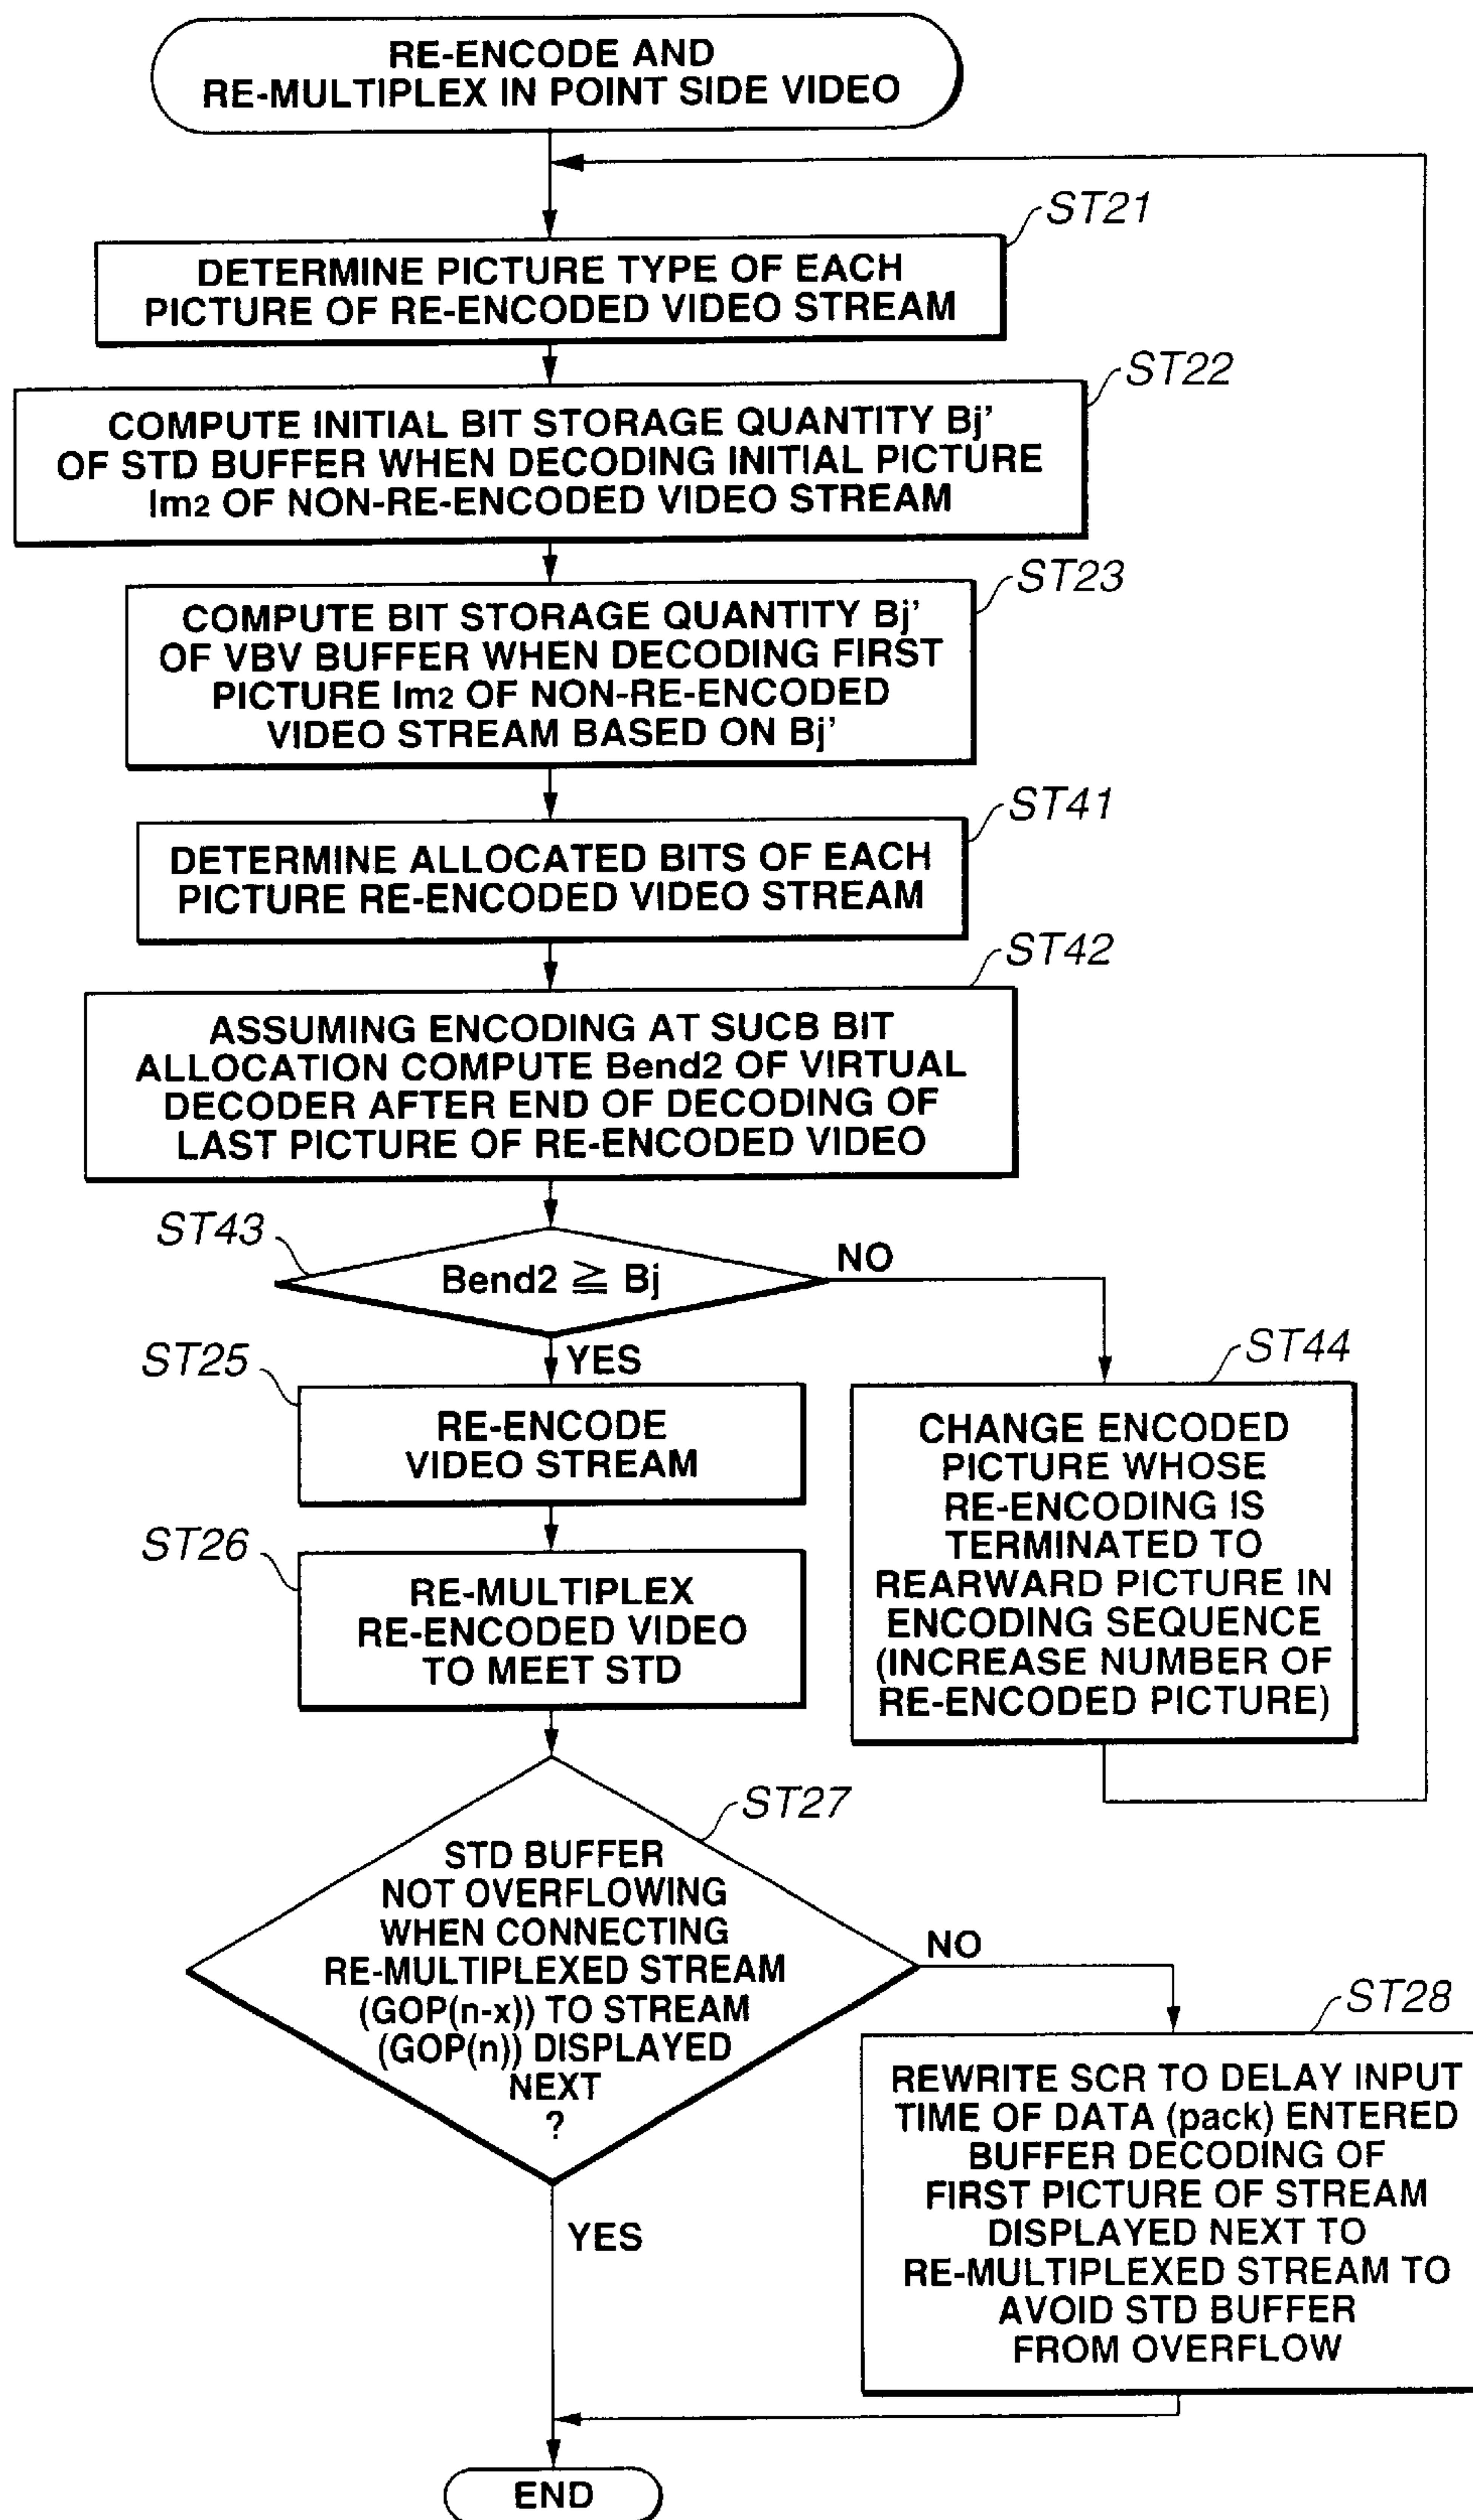 RE-ENCODE AND
RE-MULTIPLEX IN POINT SIDE VIDEO
ST21
DETERMINE PICTURE TYPE OF EACH
PICTURE OF RE-ENCODED VIDEO STREAM
ST22
COMPUTE INITIAL BIT STORAGE QUANTITY Bj'
OF STD BUFFER WHEN DECODING INITIAL PICTURE
Im2 OF NON-RE-ENCODED VIDEO STREAM
ST23
COMPUTE BIT STORAGE QUANTITY Bj'
OF VBV BUFFER WHEN DECODING FIRST
PICTURE Im2 OF NON-RE-ENCODED
VIDEO STREAM BASED ON Bj'
ST41
DETERMINE ALLOCATED BITS OF EACH
PICTURE RE-ENCODED VIDEO STREAM
ST42
ASSUMING ENCODING AT SUCB BIT
ALLOCATION COMPUTE Bend2 OF VIRTUAL
DECODER AFTER END OF DECODING OF
LAST PICTURE OF RE-ENCODED VIDEO
ST43
Bend2 ≧ Bj
NO
YES
ST25
RE-ENCODE
VIDEO STREAM
ST44
CHANGE ENCODED
PICTURE WHOSE
RE-ENCODING IS
TERMINATED TO
REARWARD PICTURE IN
ENCODING SEQUENCE
(INCREASE NUMBER OF
RE-ENCODED PICTURE)
ST26
RE-MULTIPLEX
RE-ENCODED VIDEO
TO MEET STD
ST27
STD BUFFER
NOT OVERFLOWING
WHEN CONNECTING
RE-MULTIPLEXED STREAM
(GOP(n-x)) TO STREAM
(GOP(n)) DISPLAYED
NEXT
?
NO
YES
ST28
REWRITE SCR TO DELAY INPUT
TIME OF DATA (pack) ENTERED
BUFFER DECODING OF
FIRST PICTURE OF STREAM
DISPLAYED NEXT TO
RE-MULTIPLEXED STREAM TO
AVOID STD BUFFER
FROM OVERFLOW
END